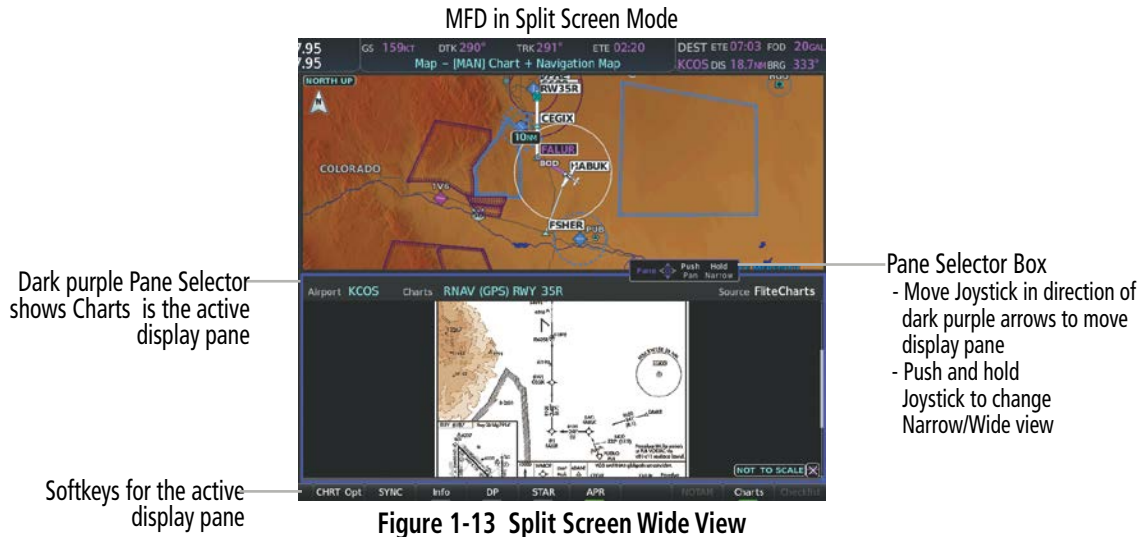 MFD in Split Screen Mode
7.95 GS 159KT DTK 290° TRK 291° ETE 02:20 DEST ETE 07:03 FOD 20GAL
7.95 Map – [MAN] Chart + Navigation Map KCOS DIS 18.7NM BRG 333°
NORTH UP
N
RW35R
CEGIX
10NM
FALUR
BOD
HABUK
COLORADO
1V6
FSHER
PUB
Pane Push Hold
Pan Narrow
Airport KCOS Charts RNAV (GPS) RWY 35R Source FliteCharts
NOT TO SCALE
CHRT Opt SYNC Info DP STAR APR NOTAM Charts Checklist
Dark purple Pane Selector
shows Charts is the active
display pane
Softkeys for the active
display pane
Pane Selector Box
- Move Joystick in direction of
dark purple arrows to move
display pane
- Push and hold
Joystick to change
Narrow/Wide view
Figure 1-13 Split Screen Wide View